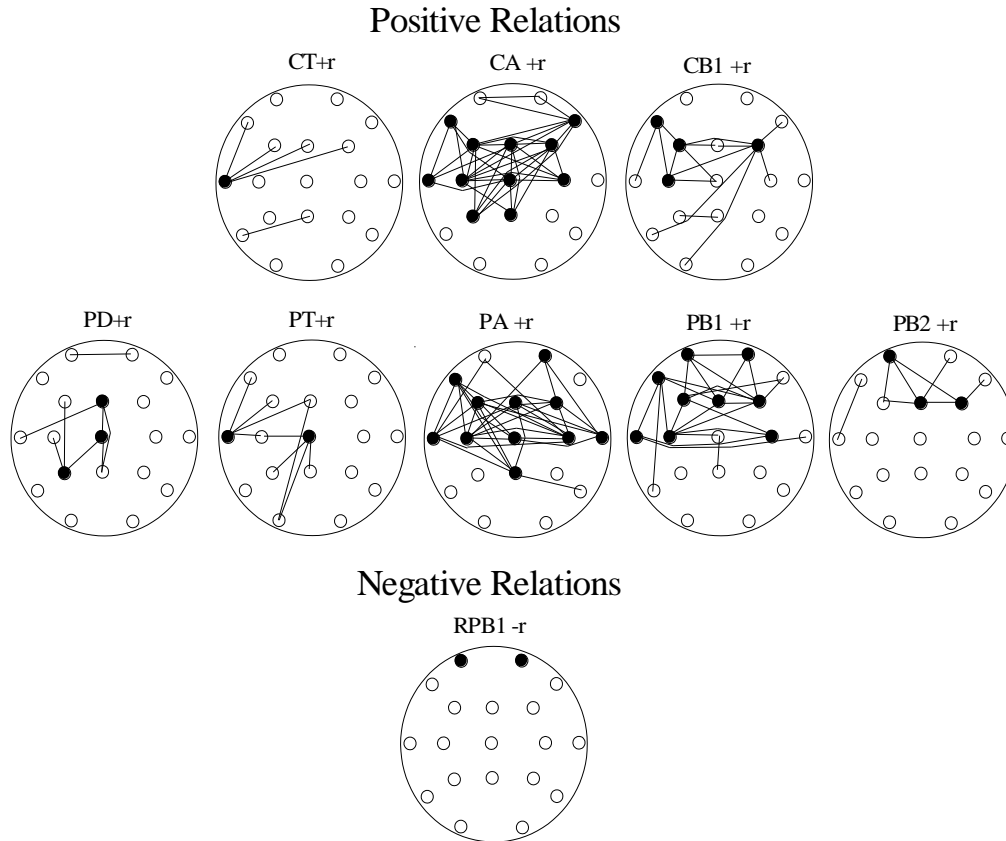 Positive Relations
CT+r CA +r CB1 +r
PD+r PT+r PA +r PB1 +r PB2 +r
Negative Relations
RPB1 -r